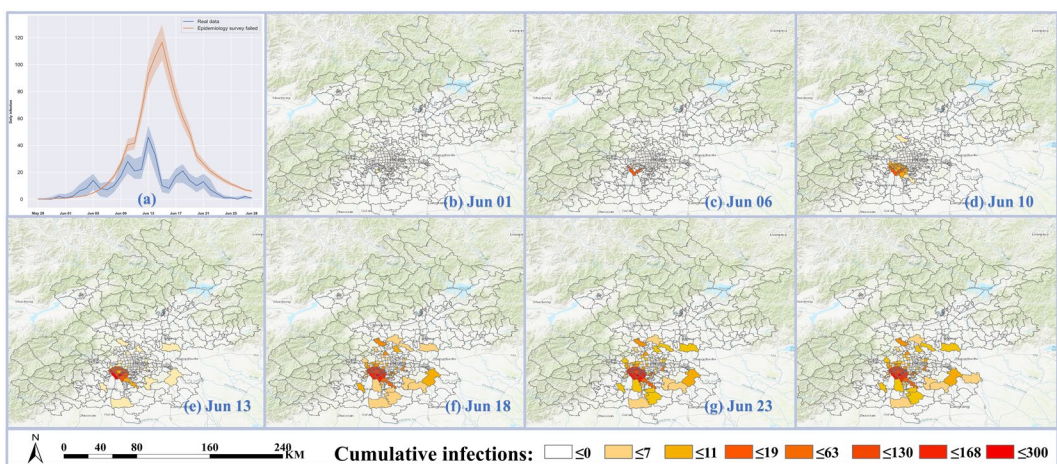 Real data
Epidemiology survey failed
120
100
80
60
40
20
0
Daily infection
May 28
Jun 01
Jun 05
Jun 09
Jun 13
Jun 17
Jun 21
Jun 25
Jun 28
(a)
(b) Jun 01
(c) Jun 06
(d) Jun 10
(e) Jun 13
(f) Jun 18
(g) Jun 23
N
0 40 80 160 240
KM
Cumulative infections: ≤0 ≤7 ≤11 ≤19 ≤63 ≤130 ≤168 ≤300